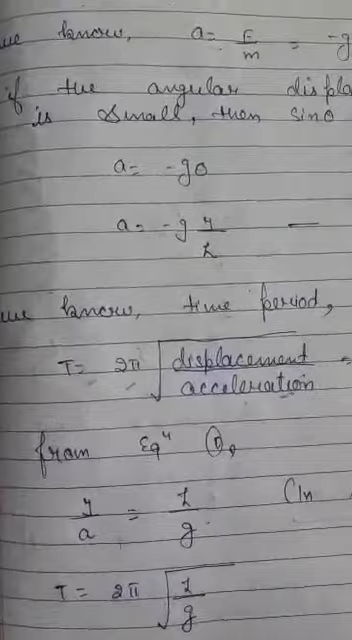 we know, a = F/m = -g
if the angular displa
is small, then sinθ
a = -gθ
a = -g y/L —
we know, time period,
T = 2π √(displacement/acceleration) =
from Eqⁿ ①,
y/a = L/g (In
T = 2π √(L/g)